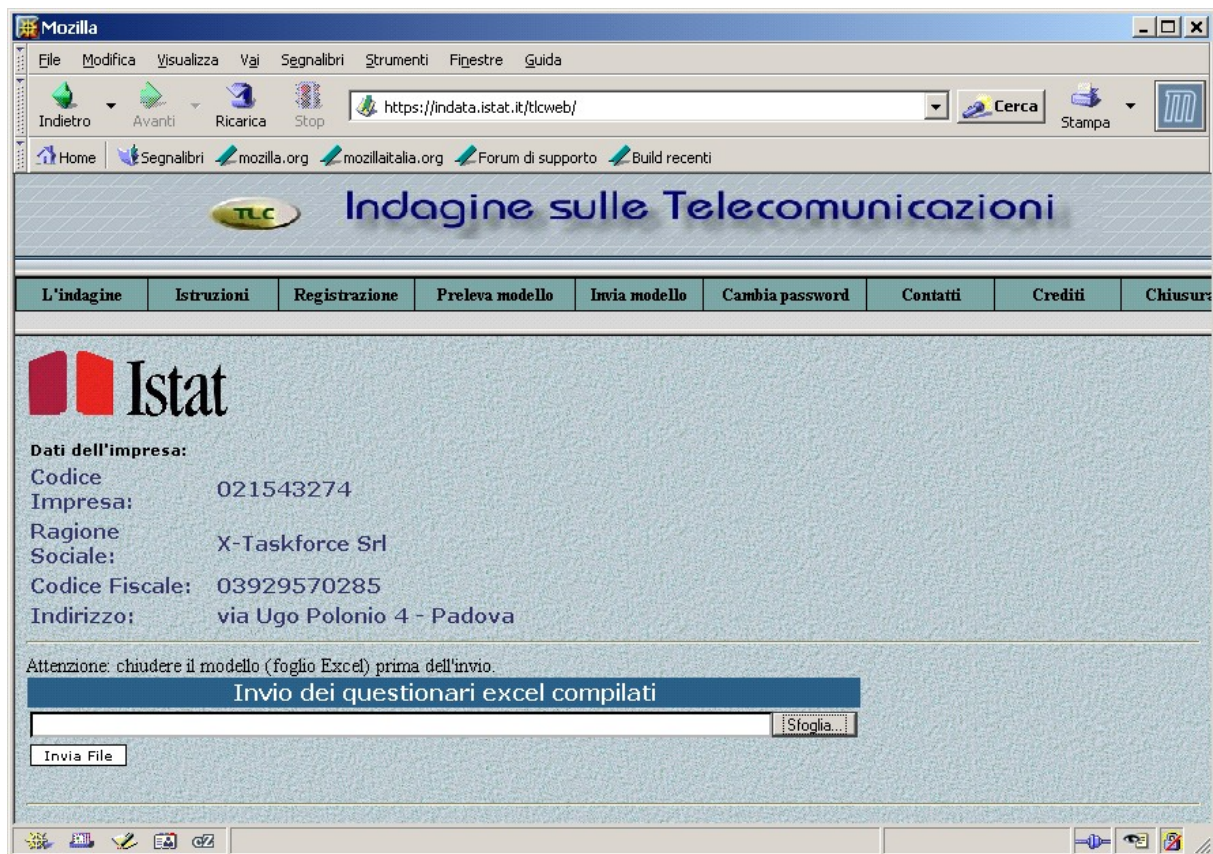 Mozilla
File Modifica Visualizza Vai Segnalibri Strumenti Finestre Guida
Indietro Avanti Ricarica Stop https://indata.istat.it/tlcweb/ Cerca Stampa
Home Segnalibri mozilla.org mozillaitalia.org Forum di supporto Build recenti
TLC Indagine sulle Telecomunicazioni
L'indagine Istruzioni Registrazione Preleva modello Invia modello Cambia password Contatti Crediti Chiusura
Istat
Dati dell'impresa:
Codice Impresa: 021543274
Ragione Sociale: X-Taskforce Srl
Codice Fiscale: 03929570285
Indirizzo: via Ugo Polonio 4 - Padova
Attenzione: chiudere il modello (foglio Excel) prima dell'invio.
Invio dei questionari excel compilati
Sfoglia...
Invia File